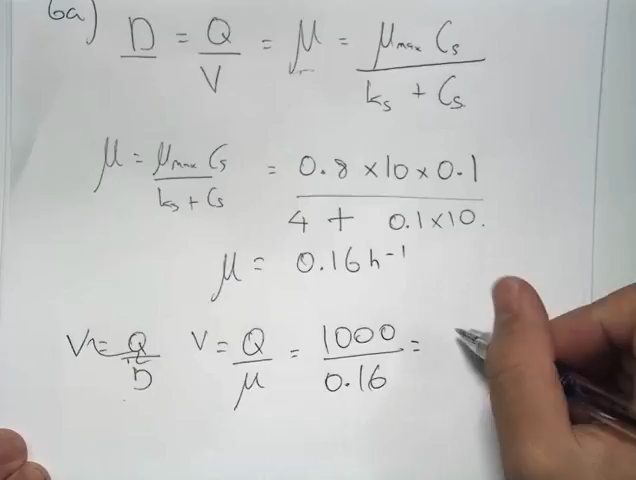 6a) D = Q/V = μ = μmax Cs / ks + Cs
μ = μmax Cs / ks + Cs = 0.8 x 10 x 0.1 / 4 + 0.1 x 10.
μ = 0.16 h⁻¹
V = Q/D V = Q/μ = 1000/0.16 =